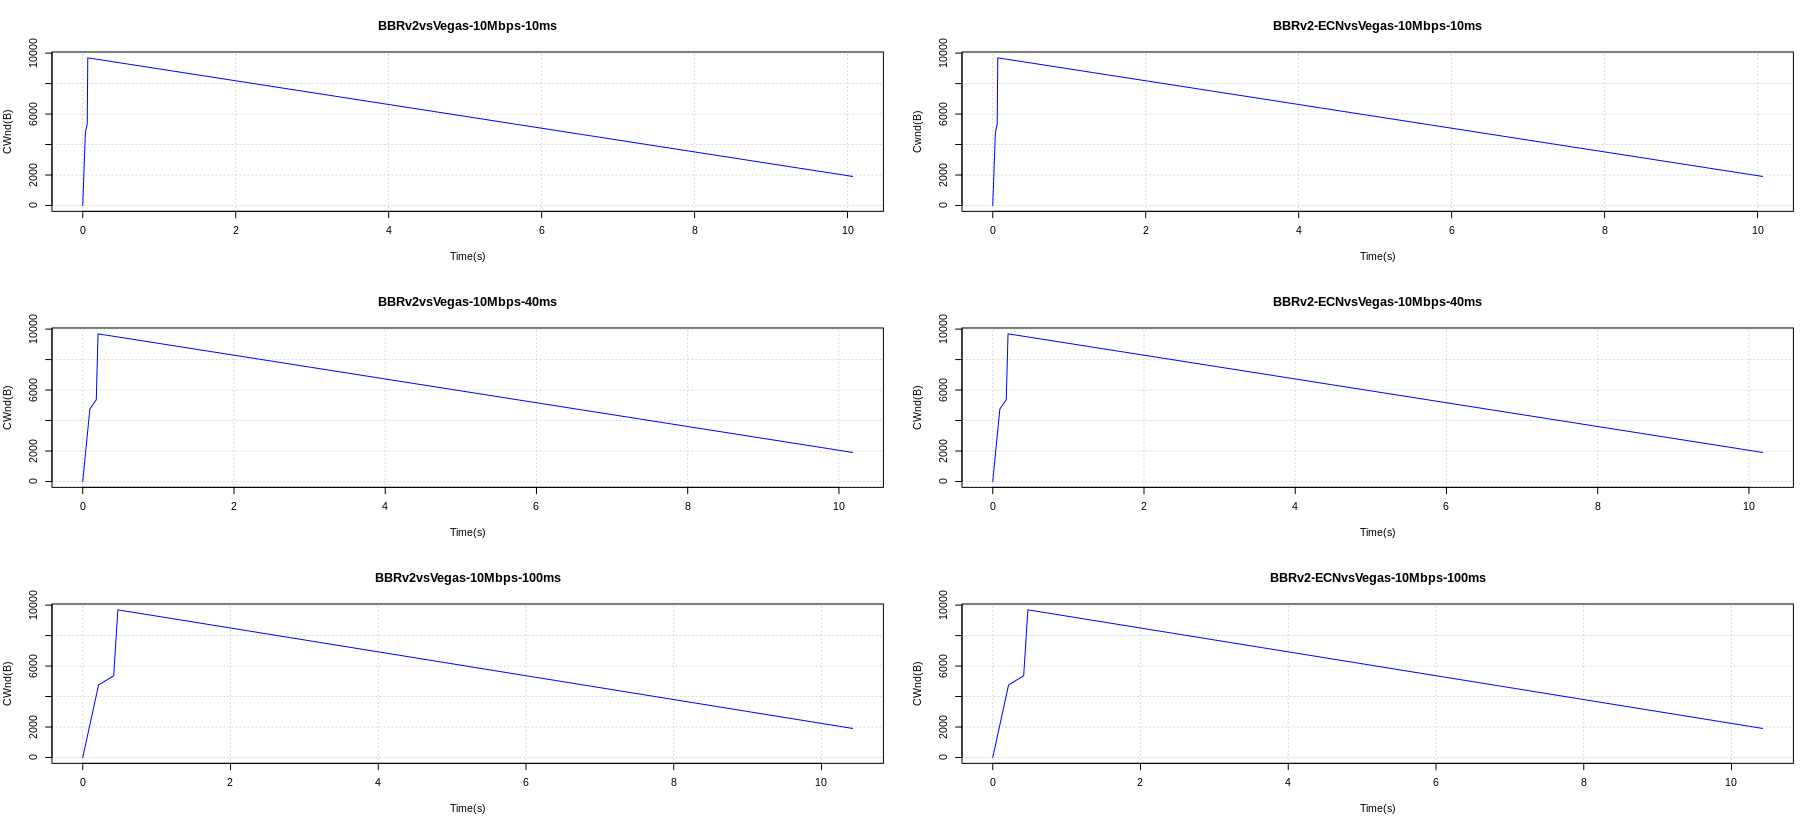 BBRv2vsVegas-10Mbps-10ms
CWnd(B)
0 2000 6000 10000
0 2 4 6 8 10
Time(s)
BBRv2-ECNvsVegas-10Mbps-10ms
Cwnd(B)
0 2000 6000 10000
0 2 4 6 8 10
Time(s)
BBRv2vsVegas-10Mbps-40ms
CWnd(B)
0 2000 6000 10000
0 2 4 6 8 10
Time(s)
BBRv2-ECNvsVegas-10Mbps-40ms
CWnd(B)
0 2000 6000 10000
0 2 4 6 8 10
Time(s)
BBRv2vsVegas-10Mbps-100ms
CWnd(B)
0 2000 6000 10000
0 2 4 6 8 10
Time(s)
BBRv2-ECNvsVegas-10Mbps-100ms
CWnd(B)
0 2000 6000 10000
0 2 4 6 8 10
Time(s)